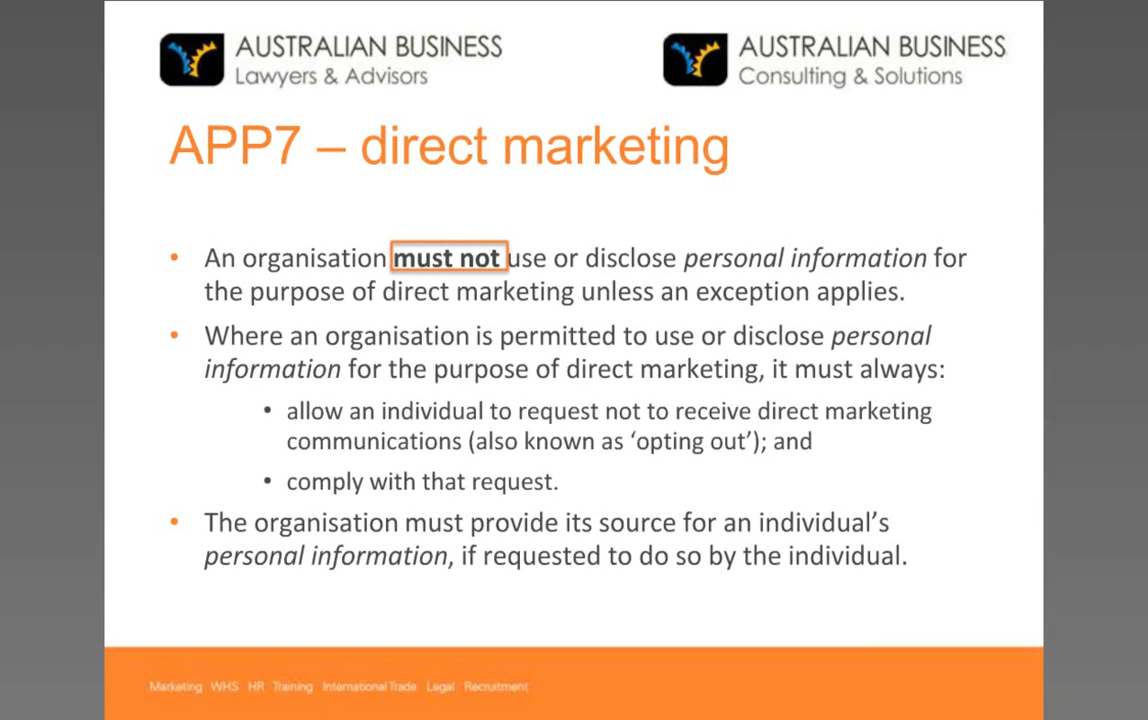 AUSTRALIAN BUSINESS
Lawyers & Advisors
AUSTRALIAN BUSINESS
Consulting & Solutions
APP7 – direct marketing
• An organisation must not use or disclose personal information for
the purpose of direct marketing unless an exception applies.
• Where an organisation is permitted to use or disclose personal
information for the purpose of direct marketing, it must always:
• allow an individual to request not to receive direct marketing
communications (also known as ‘opting out’); and
• comply with that request.
• The organisation must provide its source for an individual’s
personal information, if requested to do so by the individual.
Marketing WHS HR Training International Trade Legal Recruitment